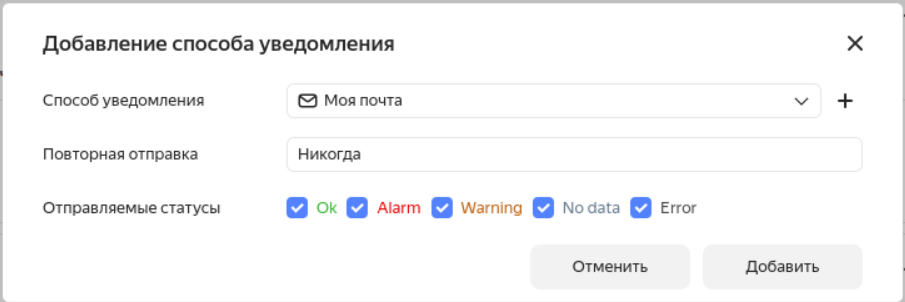 Добавление способа уведомления
Способ уведомления Моя почта
Повторная отправка Никогда
Отправляемые статусы Ok Alarm Warning No data Error
Отменить Добавить